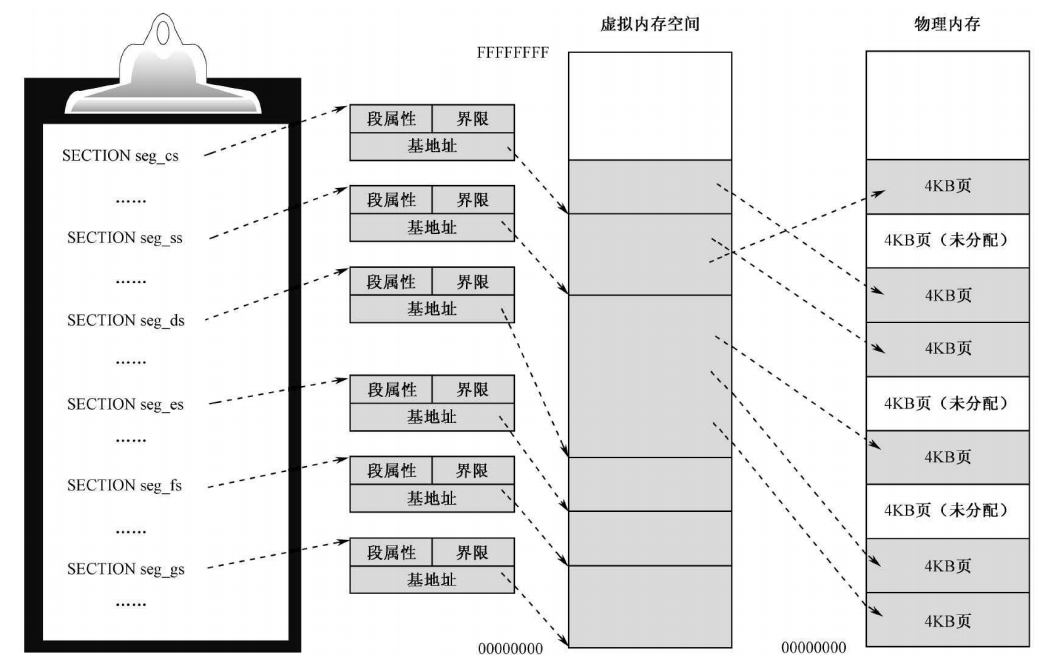 虚拟内存空间
物理内存
FFFFFFFF
SECTION seg_cs
……
SECTION seg_ss
……
SECTION seg_ds
……
SECTION seg_es
……
SECTION seg_fs
……
SECTION seg_gs
……
段属性 界限
基地址
段属性 界限
基地址
段属性 界限
基地址
段属性 界限
基地址
段属性 界限
基地址
段属性 界限
基地址
00000000
4KB页
4KB页（未分配）
4KB页
4KB页
4KB页（未分配）
4KB页
4KB页（未分配）
4KB页
4KB页
00000000